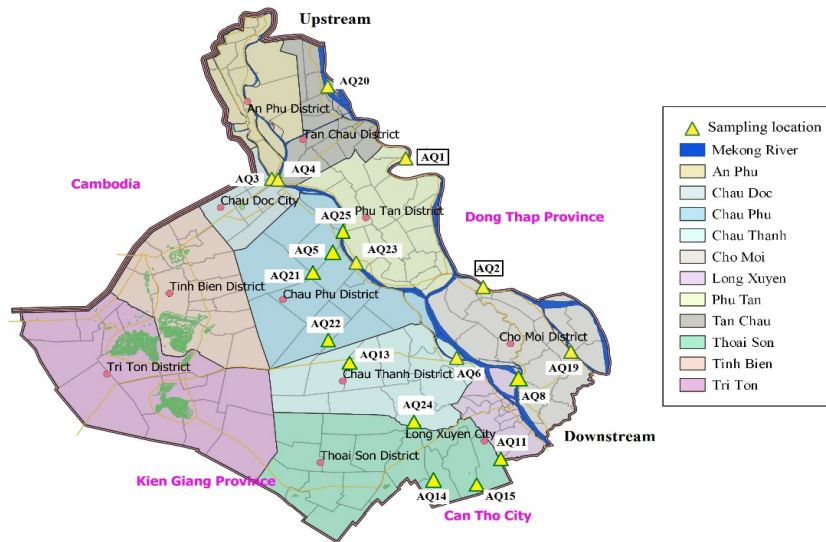 Upstream
AQ20
An Phu District
Tan Chau District
AQ1
Cambodia
AQ3
AQ4
Chau Doc City
AQ25
Phu Tan District
Dong Thap Province
AQ5
AQ23
AQ21
Tinh Bien District
AQ2
Chau Phu District
AQ22
Cho Moi District
AQ13
AQ6
AQ19
Tri Ton District
Chau Thanh District
AQ8
AQ24
Long Xuyen City
Downstream
AQ11
Thoai Son District
Kien Giang Province
AQ14
AQ15
Can Tho City
Sampling location
Mekong River
An Phu
Chau Doc
Chau Phu
Chau Thanh
Cho Moi
Long Xuyen
Phu Tan
Tan Chau
Thoai Son
Tinh Bien
Tri Ton